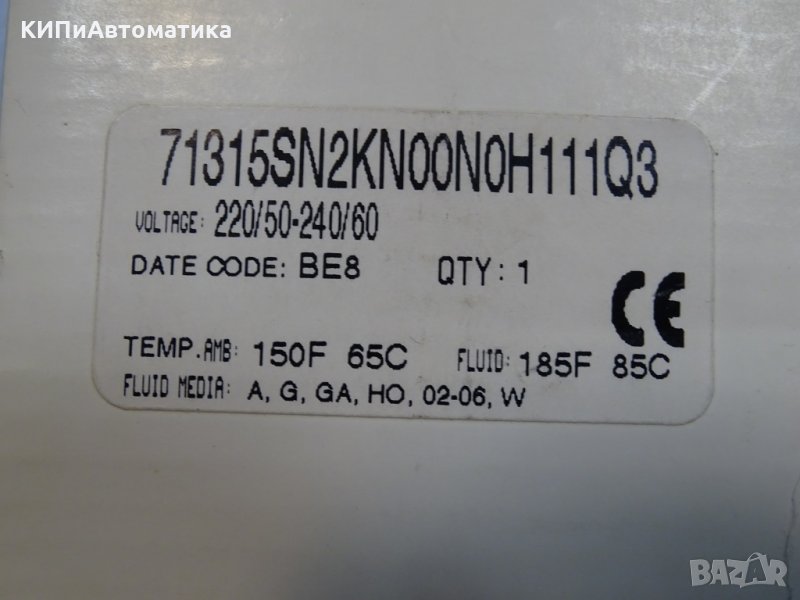 КИПиАвтоматика
71315SN2KN00N0H111Q3
VOLTAGE: 220/50-240/60
DATE CODE: BE8 QTY: 1
CE
TEMP.AMB: 150F 65C FLUID: 185F 85C
FLUID MEDIA: A, G, GA, HO, 02-06, W
BAZAR